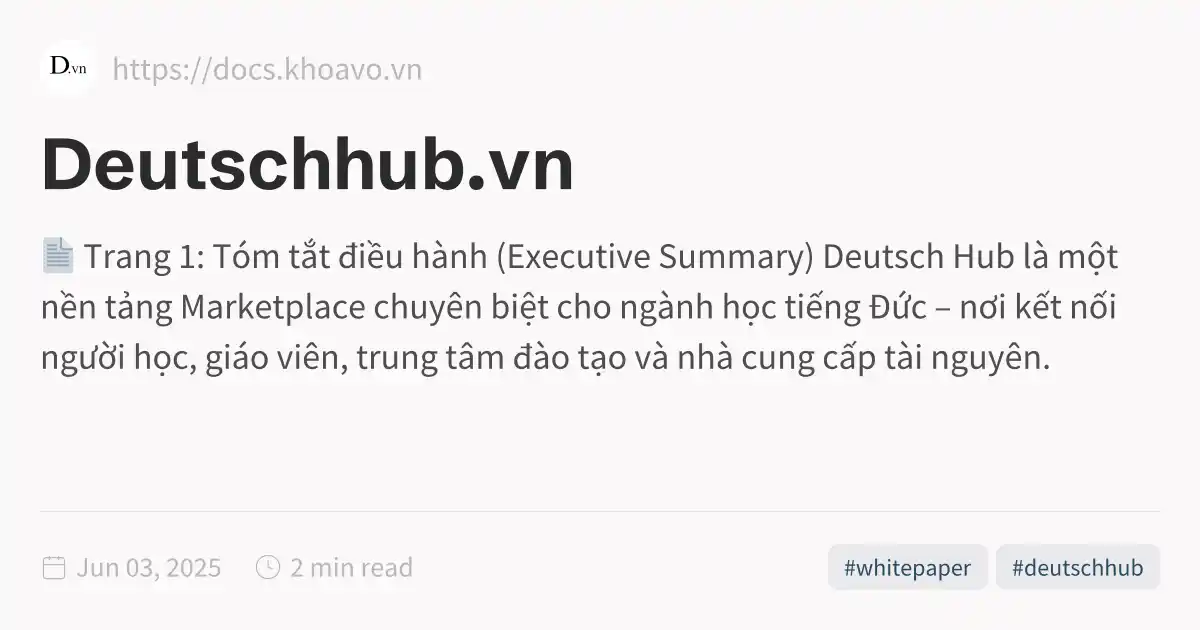 D.vn
https://docs.khoavo.vn
Deutschhub.vn
Trang 1: Tóm tắt điều hành (Executive Summary) Deutsch Hub là một
nền tảng Marketplace chuyên biệt cho ngành học tiếng Đức – nơi kết nối
người học, giáo viên, trung tâm đào tạo và nhà cung cấp tài nguyên.
Jun 03, 2025
2 min read
#whitepaper
#deutschhub